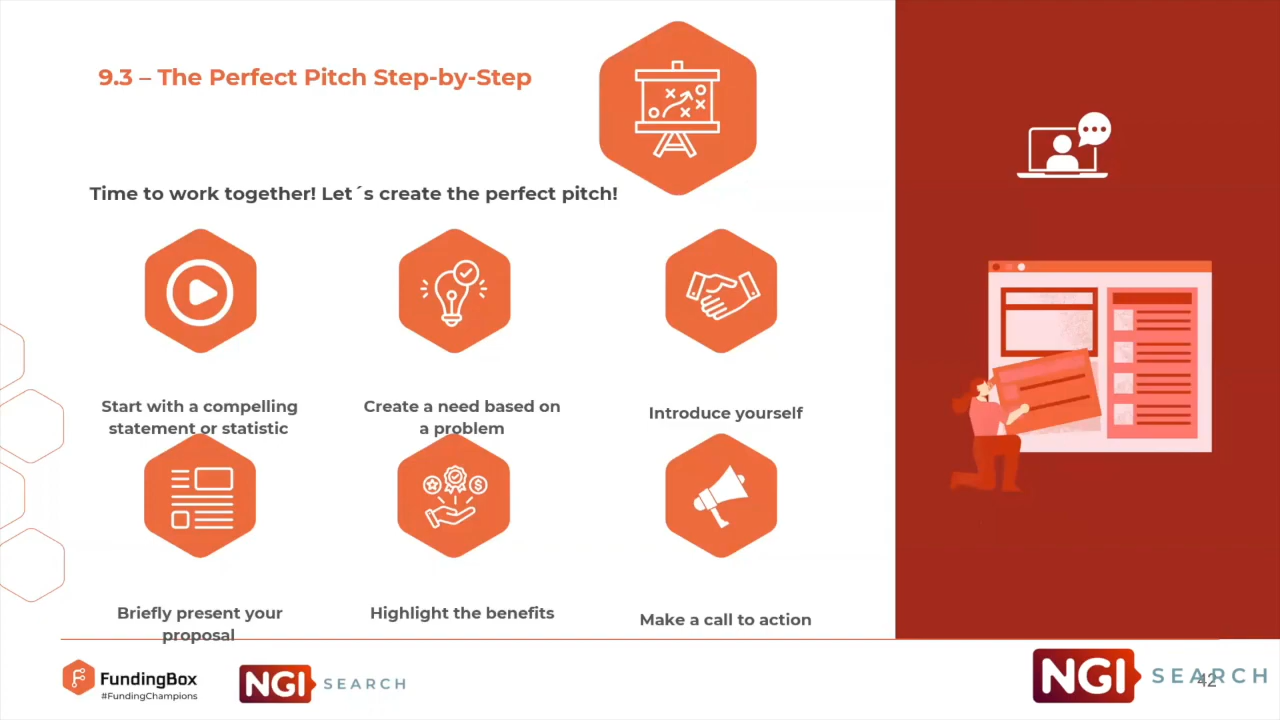 9.3 – The Perfect Pitch Step-by-Step
Time to work together! Let´s create the perfect pitch!
Start with a compelling
statement or statistic
Create a need based on
a problem
Introduce yourself
Briefly present your
proposal
Highlight the benefits
Make a call to action
FundingBox
#FundingChampions
NGI SEARCH
NGI SEARCH
42